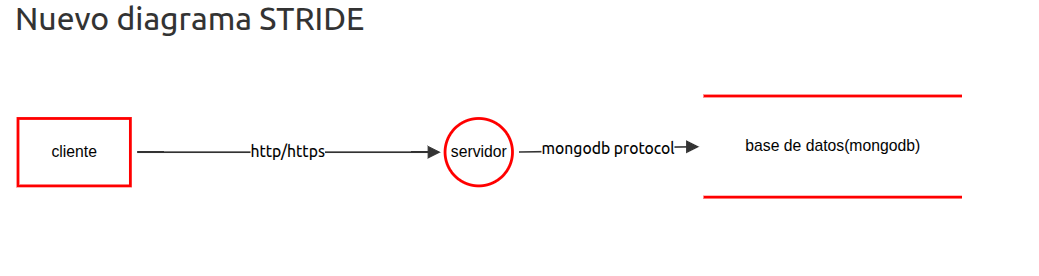 Nuevo diagrama STRIDE
cliente
http/https
servidor
mongodb protocol
base de datos(mongodb)